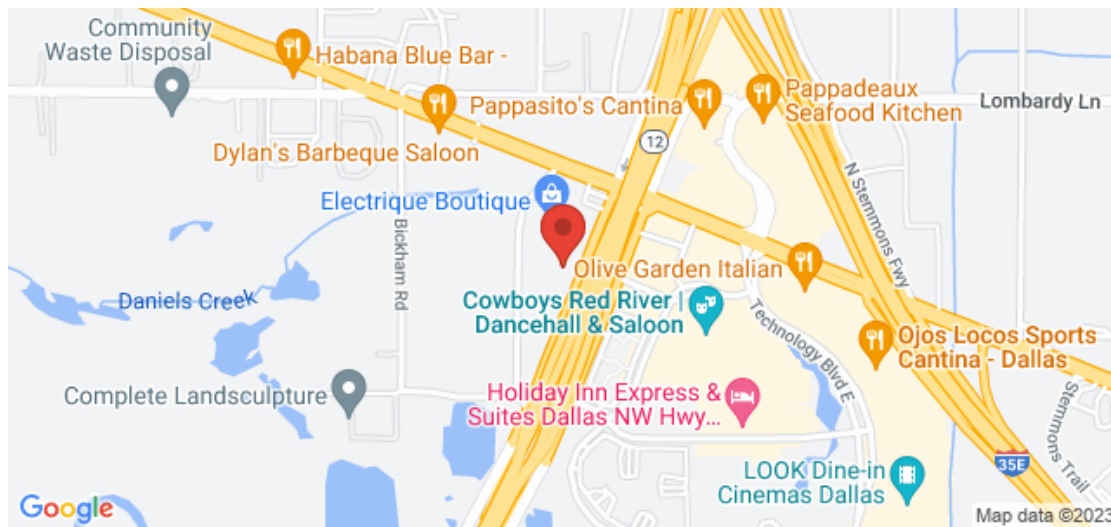 Community
Waste Disposal
Habana Blue Bar -
Pappasito's Cantina
Pappadeaux
Seafood Kitchen
Lombardy Ln
Dylan's Barbeque Saloon
12
N Stemmons Fwy
Electrique Boutique
Bickham Rd
Olive Garden Italian
Daniels Creek
Cowboys Red River |
Dancehall & Saloon
Technology Blvd E
Ojos Locos Sports
Cantina - Dallas
Complete Landsculpture
Holiday Inn Express &
Suites Dallas NW Hwy...
Stemmons Trail
35E
LOOK Dine-in
Cinemas Dallas
Google
Map data ©2023